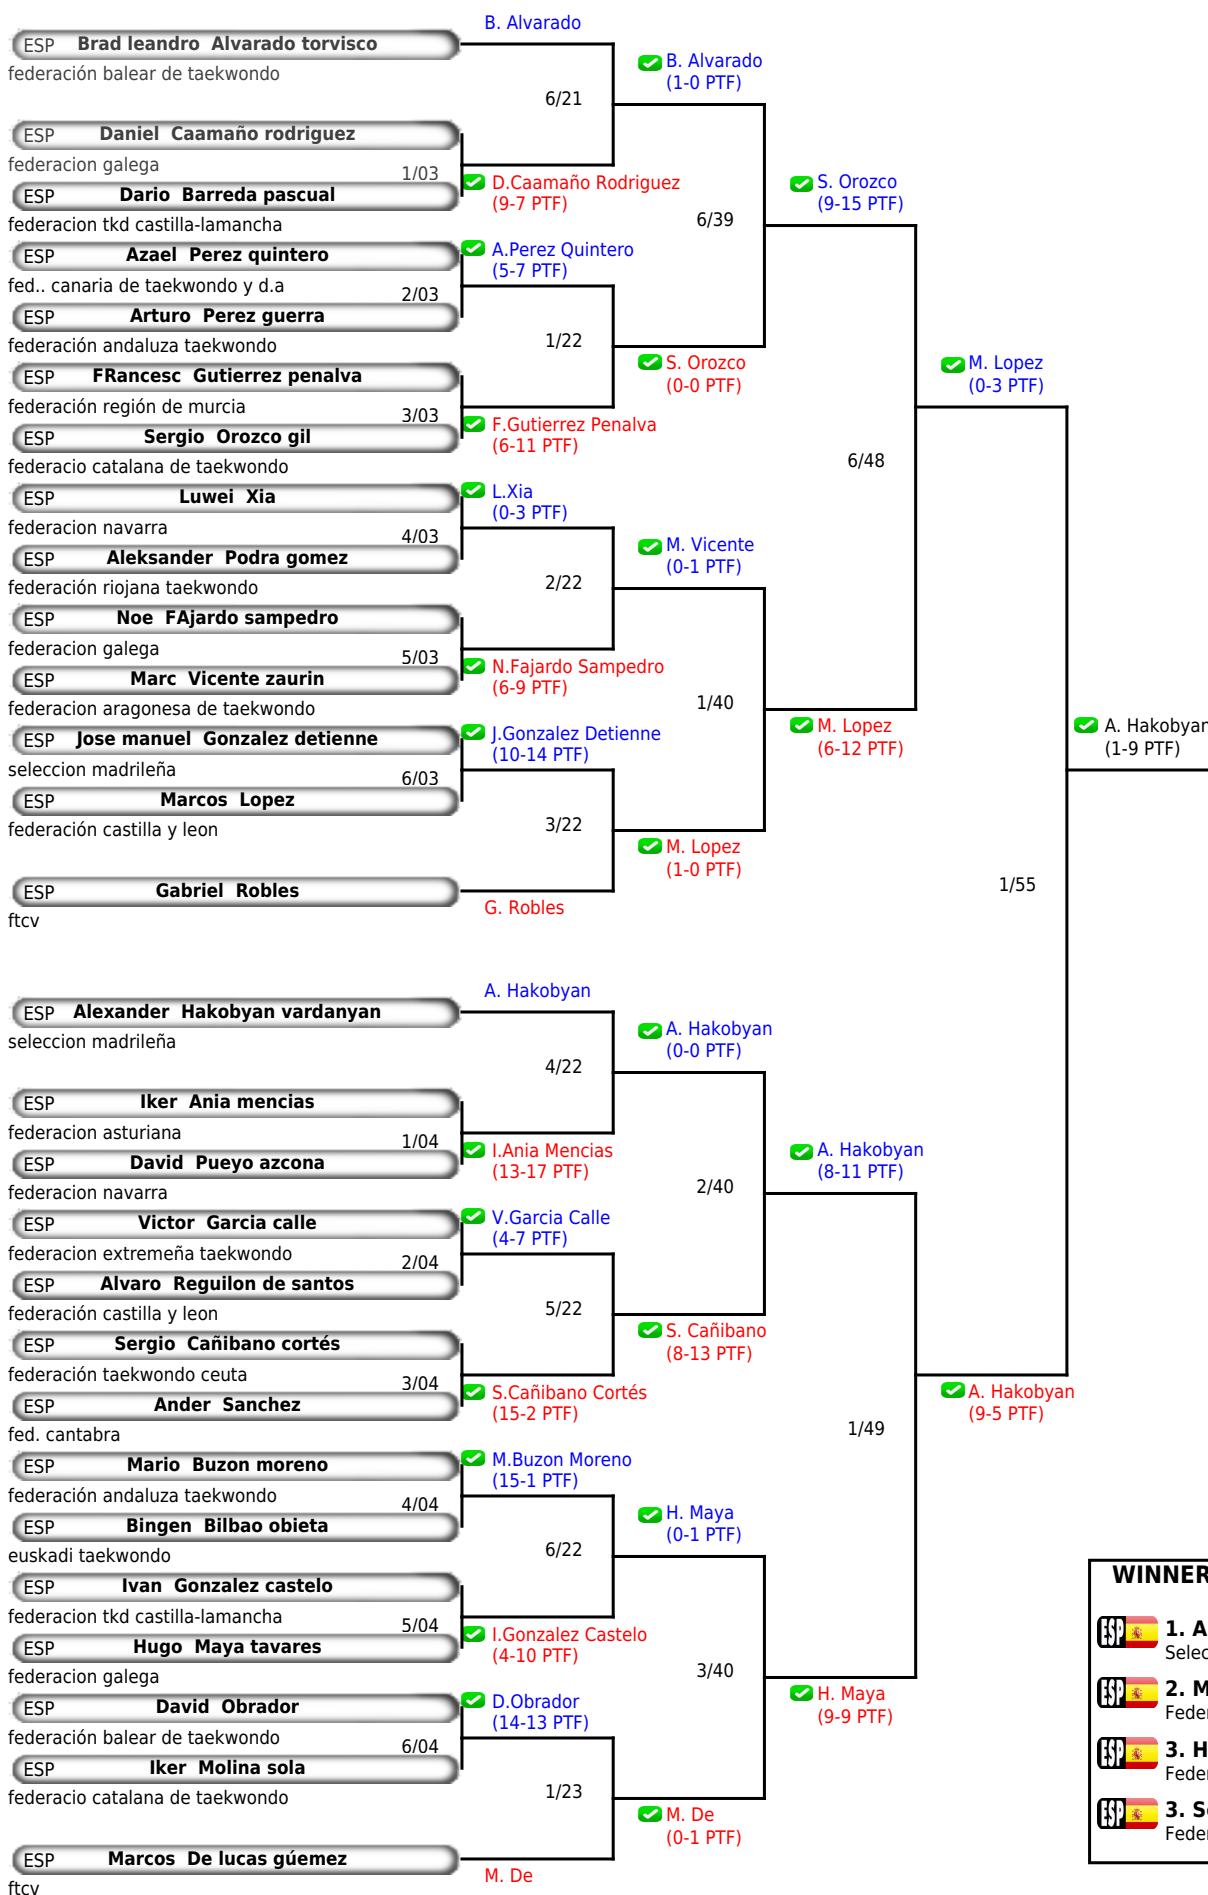 B. Alvarado
ESP Brad leandro Alvarado torvisco
federación balear de taekwondo
B. Alvarado
(1-0 PTF)
6/21
ESP Daniel Caamaño rodriguez
federacion galega
1/03
D.Caamaño Rodriguez
(9-7 PTF)
ESP Dario Barreda pascual
federacion tkd castilla-lamancha
S. Orozco
(9-15 PTF)
6/39
ESP Azael Perez quintero
fed.. canaria de taekwondo y d.a
A.Perez Quintero
(5-7 PTF)
2/03
ESP Arturo Perez guerra
federación andaluza taekwondo
1/22
S. Orozco
(0-0 PTF)
M. Lopez
(0-3 PTF)
ESP FRancesc Gutierrez penalva
federación región de murcia
3/03
F.Gutierrez Penalva
(6-11 PTF)
ESP Sergio Orozco gil
federacio catalana de taekwondo
6/48
ESP Luwei Xia
federacion navarra
L.Xia
(0-3 PTF)
4/03
ESP Aleksander Podra gomez
federación riojana taekwondo
2/22
M. Vicente
(0-1 PTF)
ESP Noe FAjardo sampedro
federacion galega
5/03
N.Fajardo Sampedro
(6-9 PTF)
ESP Marc Vicente zaurin
federacion aragonesa de taekwondo
1/40
M. Lopez
(6-12 PTF)
A. Hakobyan
(1-9 PTF)
ESP Jose manuel Gonzalez detienne
seleccion madrileña
J.Gonzalez Detienne
(10-14 PTF)
6/03
ESP Marcos Lopez
federación castilla y leon
3/22
M. Lopez
(1-0 PTF)
ESP Gabriel Robles
ftcv
G. Robles
1/55
A. Hakobyan
ESP Alexander Hakobyan vardanyan
seleccion madrileña
A. Hakobyan
(0-0 PTF)
4/22
ESP Iker Ania mencias
federacion asturiana
1/04
I.Ania Mencias
(13-17 PTF)
ESP David Pueyo azcona
federacion navarra
A. Hakobyan
(8-11 PTF)
2/40
ESP Victor Garcia calle
federacion extremeña taekwondo
V.Garcia Calle
(4-7 PTF)
2/04
ESP Alvaro Reguilon de santos
federación castilla y leon
5/22
S. Cañibano
(8-13 PTF)
ESP Sergio Cañibano cortés
federación taekwondo ceuta
3/04
S.Cañibano Cortés
(15-2 PTF)
ESP Ander Sanchez
fed. cantabra
A. Hakobyan
(9-5 PTF)
1/49
ESP Mario Buzon moreno
federación andaluza taekwondo
M.Buzon Moreno
(15-1 PTF)
4/04
ESP Bingen Bilbao obieta
euskadi taekwondo
6/22
H. Maya
(0-1 PTF)
ESP Ivan Gonzalez castelo
federacion tkd castilla-lamancha
5/04
I.Gonzalez Castelo
(4-10 PTF)
ESP Hugo Maya tavares
federacion galega
3/40
H. Maya
(9-9 PTF)
ESP David Obrador
federación balear de taekwondo
D.Obrador
(14-13 PTF)
6/04
ESP Iker Molina sola
federacio catalana de taekwondo
1/23
M. De
(0-1 PTF)
ESP Marcos De lucas gúemez
ftcv
M. De
WINNER
ESP 1. A
Selec
ESP 2. M
Feder
ESP 3. H
Feder
ESP 3. Se
Feder